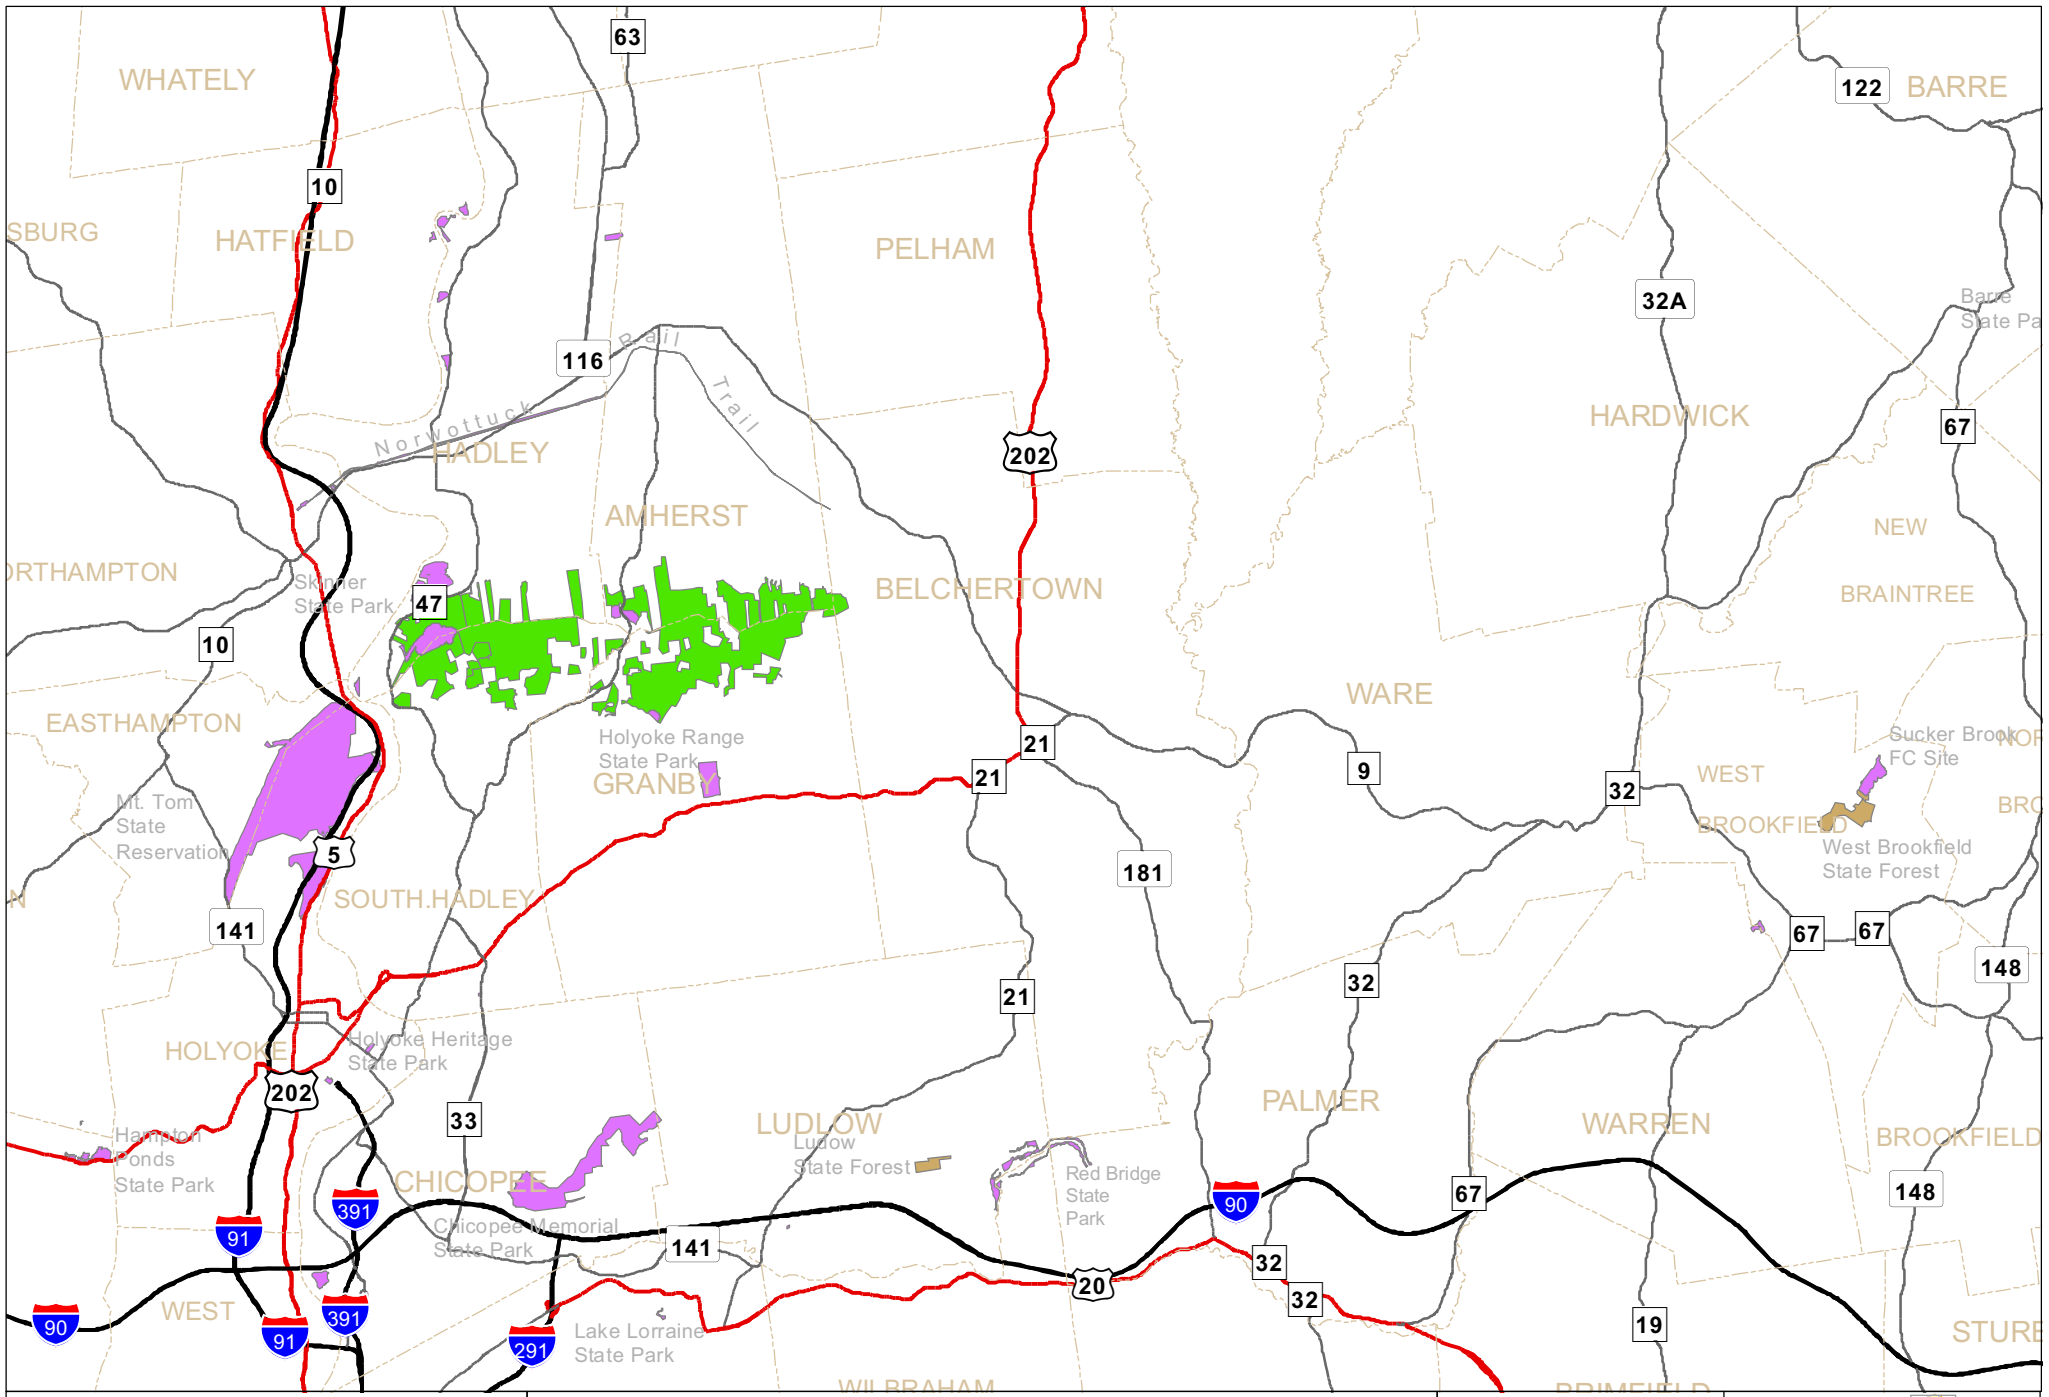 63
WHATELY
122
BARRE
10
SBURG
HATFIELD
PELHAM
32A
Barre
State Pa
116
Rail
Trail
Norwottuck
HADLEY
202
HARDWICK
67
AMHERST
NEW
BRAINTREE
ORTHAMPTON
Skinner
State Park
47
BELCHERTOWN
10
WARE
EASTHAMPTON
Holyoke Range
State Park
GRANBY
21
21
9
32
WEST
BROOKFIELD
Sucker Brook
FC Site
NOR
BRO
Mt. Tom
State
Reservation
5
West Brookfield
State Forest
181
N
SOUTH.HADLEY
141
67
67
148
32
21
HOLYOKE
Holyoke Heritage
State Park
202
33
PALMER
WARREN
LUDLOW
Ludow
State Forest
BROOKFIELD
Hampton
Ponds
State Park
CHICOPEE
Red Bridge
State
Park
391
90
67
148
91
Chicopee Memorial
State Park
141
32
20
32
WEST
90
91
391
291
Lake Lorraine
State Park
19
STURB
WILBRAHAM
BRIMFIELD